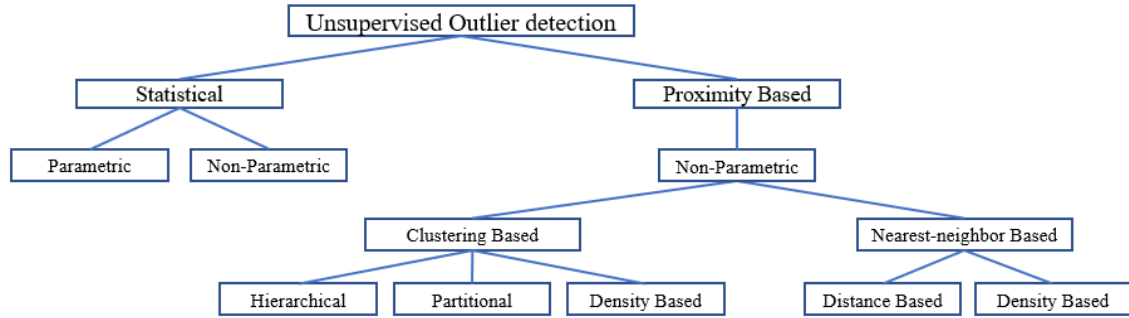 Unsupervised Outlier detection
Statistical
Proximity Based
Parametric
Non-Parametric
Non-Parametric
Clustering Based
Nearest-neighbor Based
Hierarchical
Partitional
Density Based
Distance Based
Density Based